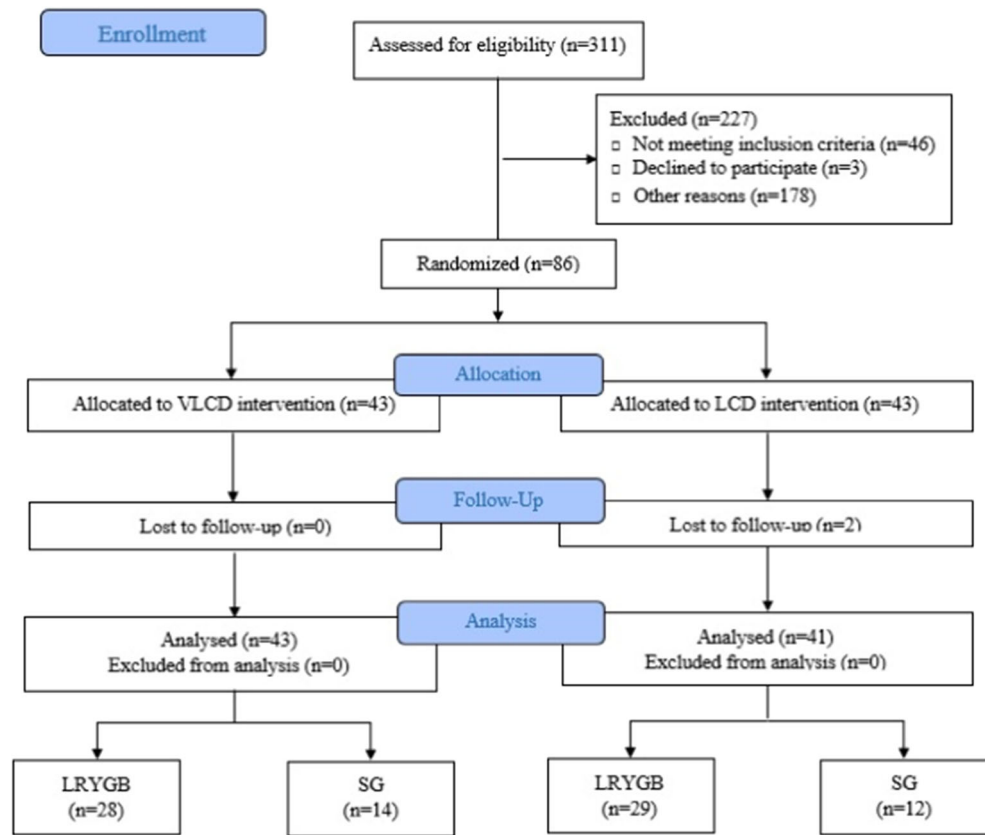 Enrollment
Assessed for eligibility (n=311)
Excluded (n=227)
□ Not meeting inclusion criteria (n=46)
□ Declined to participate (n=3)
□ Other reasons (n=178)
Randomized (n=86)
Allocation
Allocated to VLCD intervention (n=43)
Allocated to LCD intervention (n=43)
Follow-Up
Lost to follow-up (n=0)
Lost to follow-up (n=2)
Analysis
Analysed (n=43)
Excluded from analysis (n=0)
Analysed (n=41)
Excluded from analysis (n=0)
LRYGB
(n=28)
SG
(n=14)
LRYGB
(n=29)
SG
(n=12)